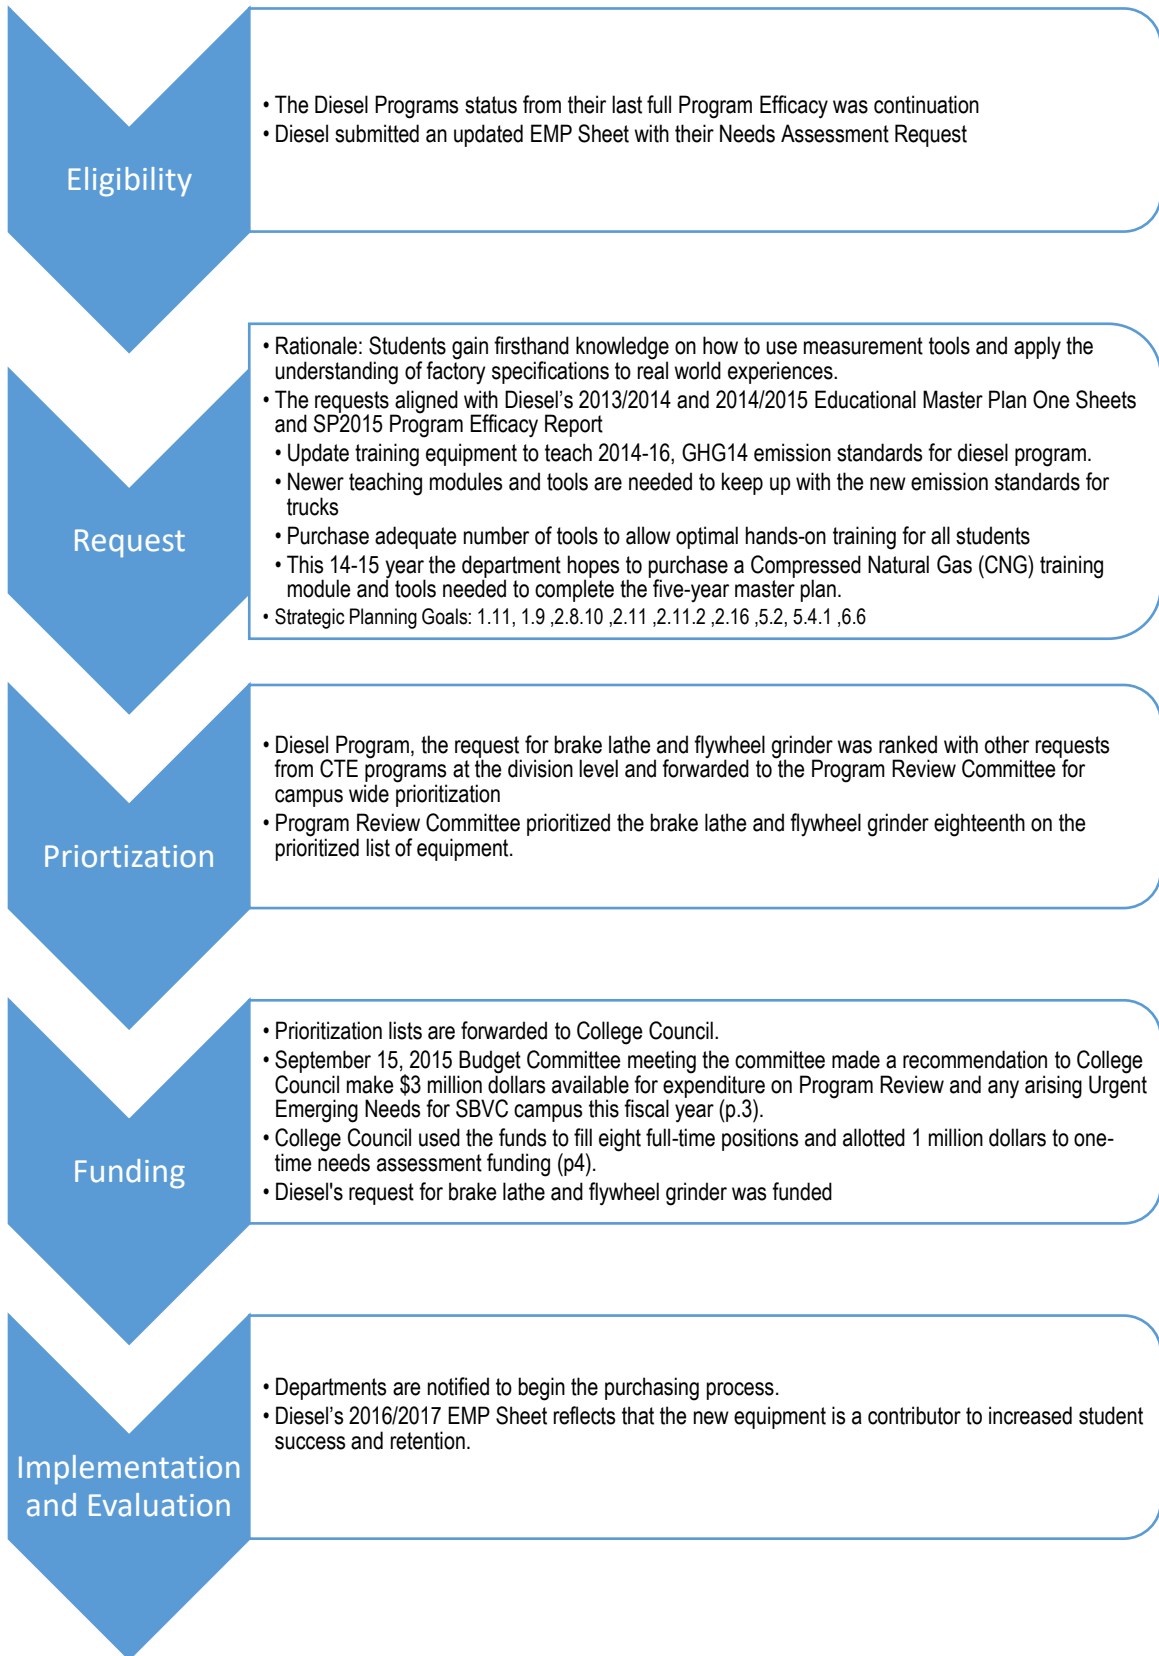 Eligibility
• The Diesel Programs status from their last full Program Efficacy was continuation
• Diesel submitted an updated EMP Sheet with their Needs Assessment Request
Request
• Rationale: Students gain firsthand knowledge on how to use measurement tools and apply the
understanding of factory specifications to real world experiences.
• The requests aligned with Diesel’s 2013/2014 and 2014/2015 Educational Master Plan One Sheets
and SP2015 Program Efficacy Report
• Update training equipment to teach 2014-16, GHG14 emission standards for diesel program.
• Newer teaching modules and tools are needed to keep up with the new emission standards for
trucks
• Purchase adequate number of tools to allow optimal hands-on training for all students
• This 14-15 year the department hopes to purchase a Compressed Natural Gas (CNG) training
module and tools needed to complete the five-year master plan.
• Strategic Planning Goals: 1.11, 1.9 ,2.8.10 ,2.11 ,2.11.2 ,2.16 ,5.2, 5.4.1 ,6.6
Priortization
• Diesel Program, the request for brake lathe and flywheel grinder was ranked with other requests
from CTE programs at the division level and forwarded to the Program Review Committee for
campus wide prioritization
• Program Review Committee prioritized the brake lathe and flywheel grinder eighteenth on the
prioritized list of equipment.
Funding
• Prioritization lists are forwarded to College Council.
• September 15, 2015 Budget Committee meeting the committee made a recommendation to College
Council make $3 million dollars available for expenditure on Program Review and any arising Urgent
Emerging Needs for SBVC campus this fiscal year (p.3).
• College Council used the funds to fill eight full-time positions and allotted 1 million dollars to one-
time needs assessment funding (p4).
• Diesel's request for brake lathe and flywheel grinder was funded
Implementation
and Evaluation
• Departments are notified to begin the purchasing process.
• Diesel’s 2016/2017 EMP Sheet reflects that the new equipment is a contributor to increased student
success and retention.